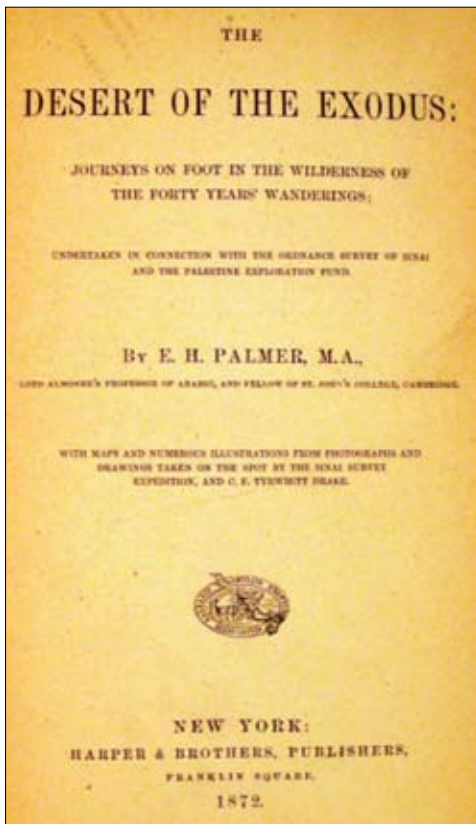 THE
DESERT OF THE EXODUS:
JOURNEYS ON FOOT IN THE WILDERNESS OF
THE FORTY YEARS' WANDERINGS;
UNDERTAKEN IN CONNECTION WITH THE ORDNANCE SURVEY OF SINAI
AND THE PALESTINE EXPLORATION FUND.
BY E. H. PALMER, M.A.,
LORD ALMONER'S PROFESSOR OF ARABIC, AND FELLOW OF ST. JOHN'S COLLEGE, CAMBRIDGE.
WITH MAPS AND NUMEROUS ILLUSTRATIONS FROM PHOTOGRAPHS AND
DRAWINGS TAKEN ON THE SPOT BY THE SINAI SURVEY
EXPEDITION, AND C. F. TYRWHITT DRAKE.
NEW YORK:
HARPER & BROTHERS, PUBLISHERS,
FRANKLIN SQUARE.
1872.